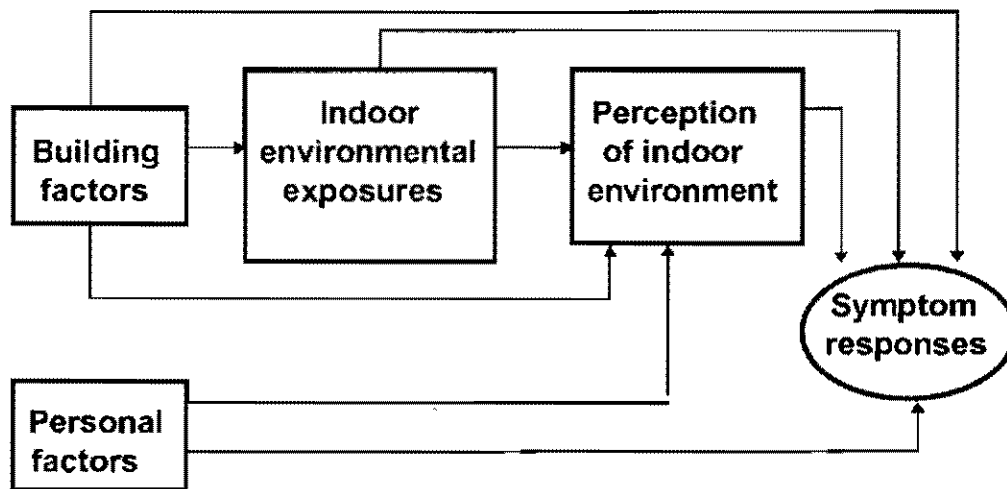 Building
factors
Indoor
environmental
exposures
Perception
of indoor
environment
Symptom
responses
Personal
factors